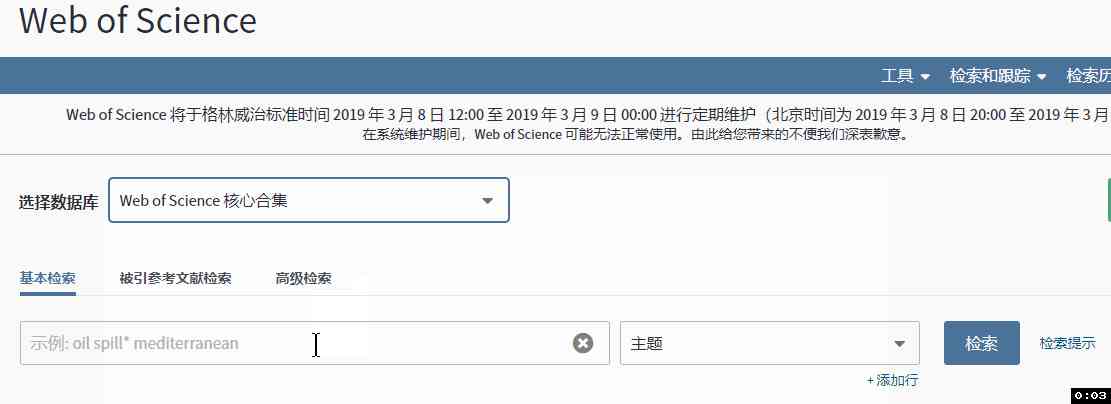 Web of Science
工具 检索和跟踪 检索历
Web of Science 将于格林威治标准时间 2019 年 3 月 8 日 12:00 至 2019 年 3 月 9 日 00:00 进行定期维护（北京时间为 2019 年 3 月 8 日 20:00 至 2019 年 3 月
在系统维护期间，Web of Science 可能无法正常使用。由此给您带来的不便我们深表歉意。
选择数据库 Web of Science 核心合集
基本检索 被引参考文献检索 高级检索
示例: oil spill* mediterranean 主题 检索 检索提示
+ 添加行
0:03